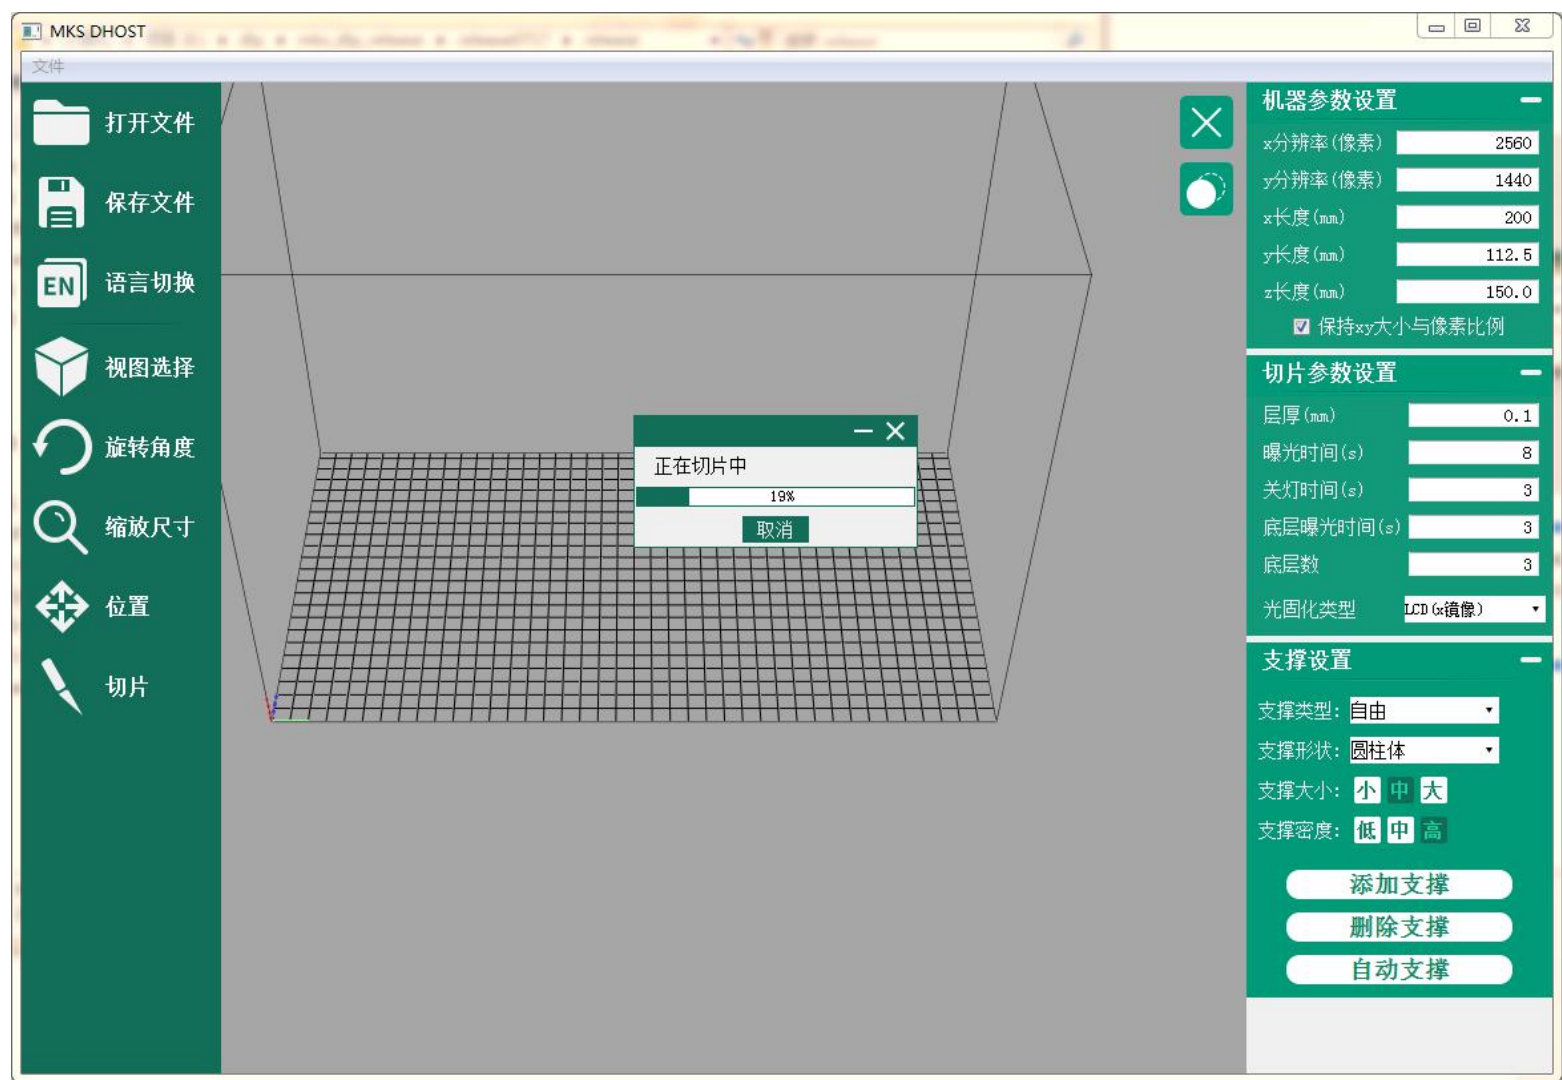 MKS DHOST
文件
打开文件
保存文件
EN 语言切换
视图选择
旋转角度
缩放尺寸
位置
切片
正在切片中
19%
取消
机器参数设置
x分辨率(像素) 2560
y分辨率(像素) 1440
x长度(mm) 200
y长度(mm) 112.5
z长度(mm) 150.0
保持xy大小与像素比例
切片参数设置
层厚(mm) 0.1
曝光时间(s) 8
关灯时间(s) 3
底层曝光时间(s) 3
底层数 3
光固化类型 LCD(x镜像)
支撑设置
支撑类型: 自由
支撑形状: 圆柱体
支撑大小: 小 中 大
支撑密度: 低 中 高
添加支撑
删除支撑
自动支撑